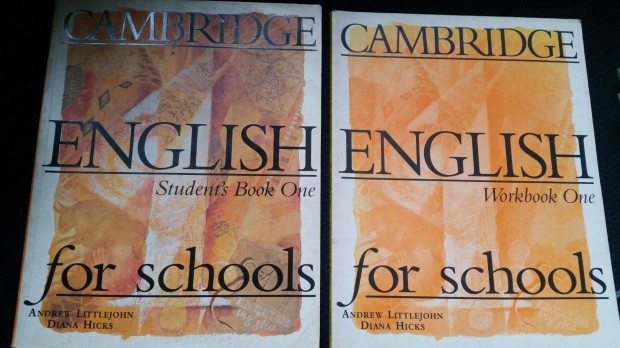 CAMBRIDGE
ENGLISH
Student's Book One
for schools
ANDREW LITTLEJOHN
DIANA HICKS
CAMBRIDGE
ENGLISH
Workbook One
for schools
ANDREW LITTLEJOHN
DIANA HICKS